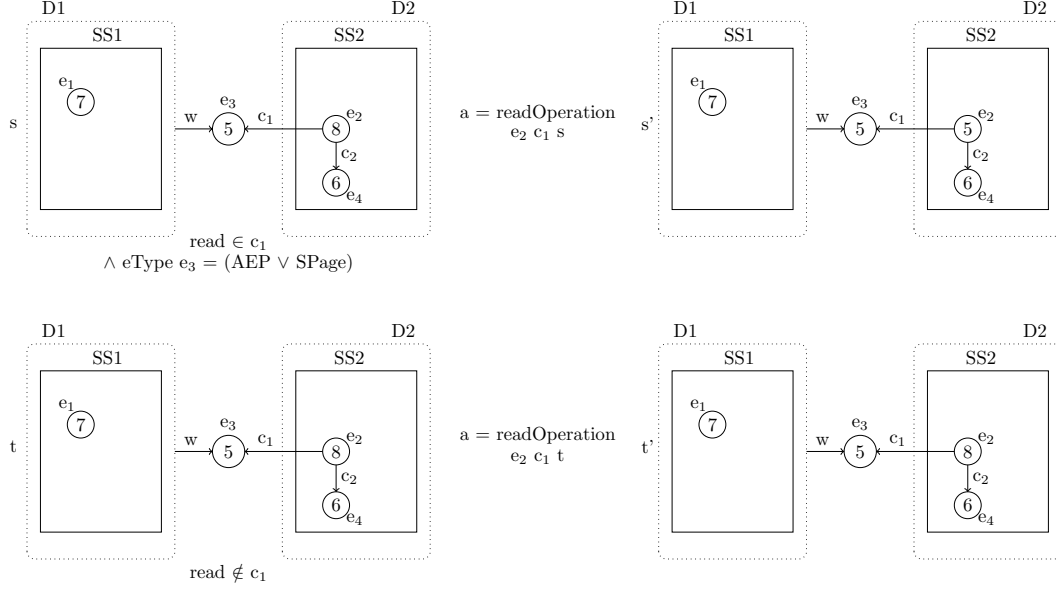 D1 D2 D1 D2
SS1 SS2 SS1 SS2
e₁ e₁
7 e₃ e₂ e₃ e₂ 7
s w 5 c₁ 8 a = readOperation s' w 5 c₁ 5
e₂ c₁ s
c₂ c₂
6 6
e₄ e₄
read ∈ c₁
∧ eType e₃ = (AEP ∨ SPage)
D1 D2 D1 D2
SS1 SS2 SS1 SS2
e₁ e₁
7 e₃ e₂ e₃ e₂ 7
t w 5 c₁ 8 a = readOperation t' w 5 c₁ 8
e₂ c₁ t
c₂ c₂
6 6
e₄ e₄
read ∉ c₁